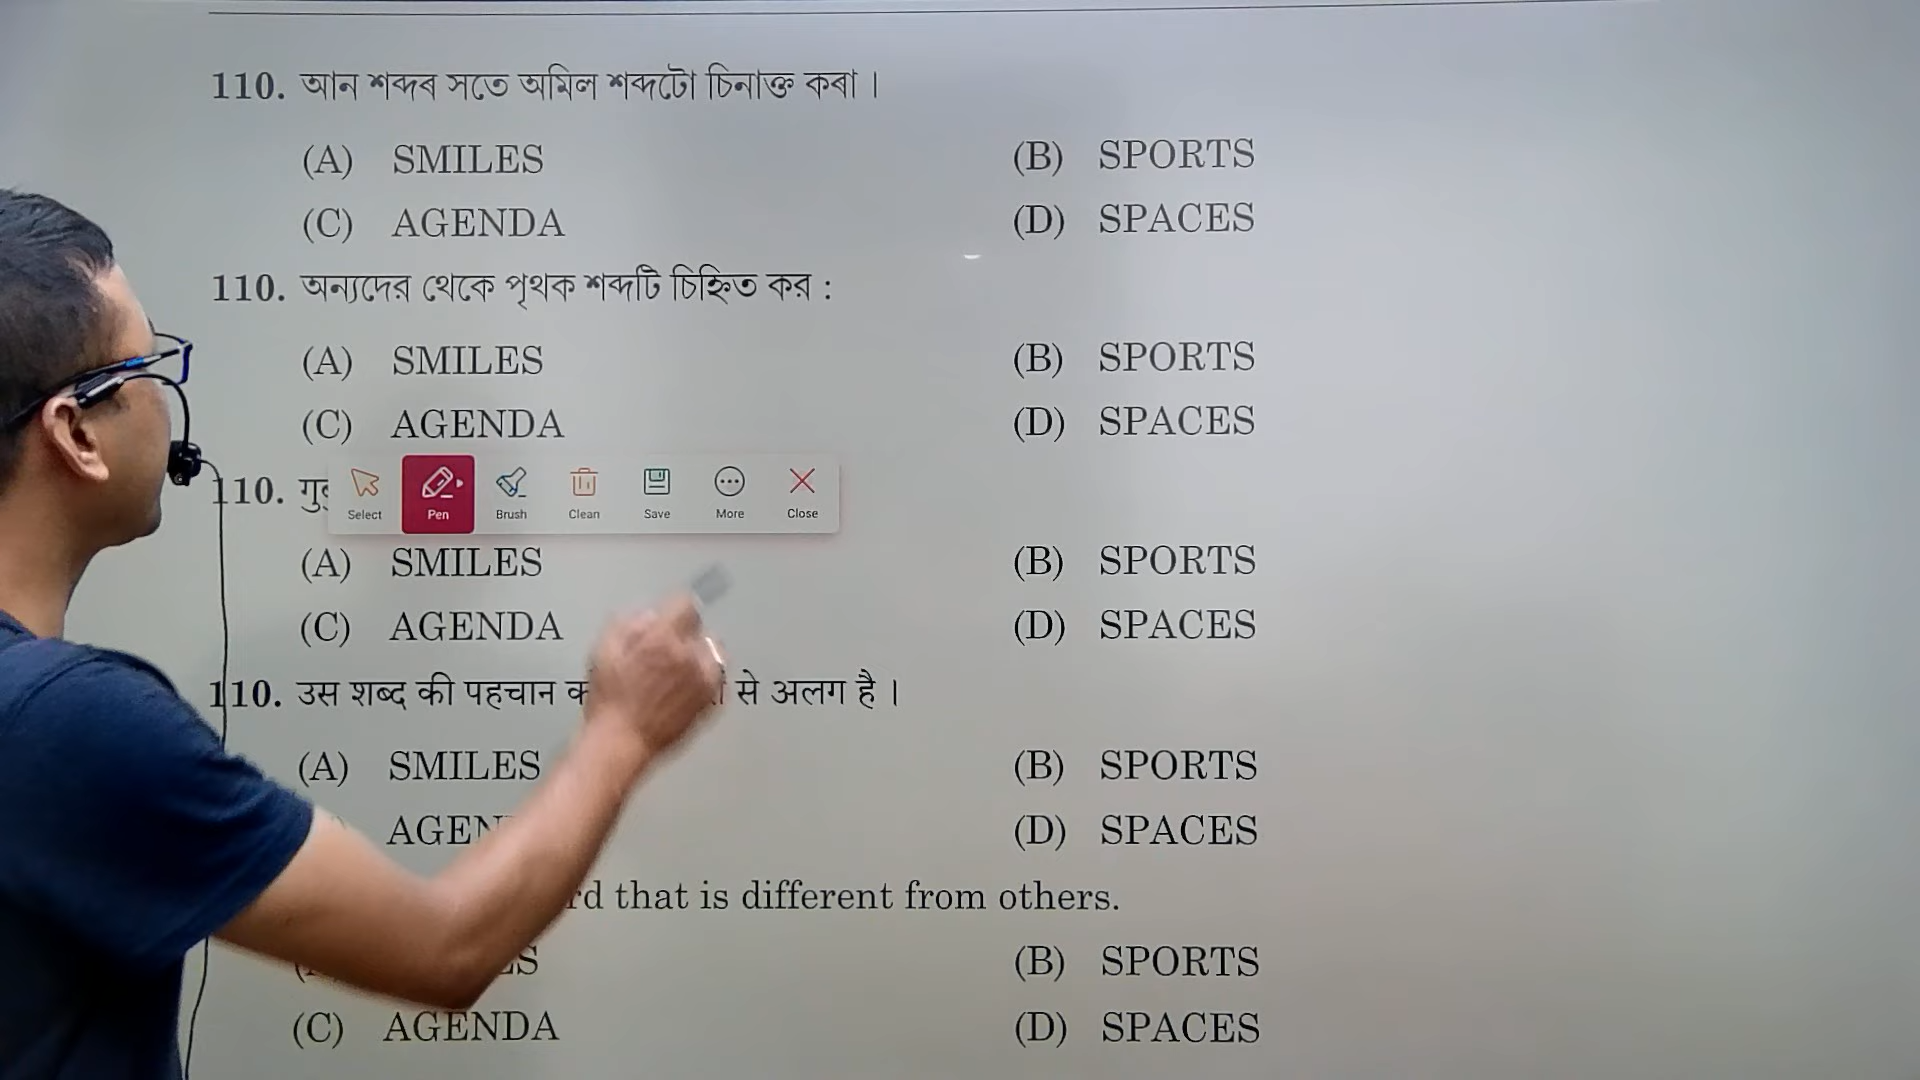 110. আন শব্দৰ সতে অমিল শব্দটো চিনাক্ত কৰা ।
(A) SMILES (B) SPORTS
(C) AGENDA (D) SPACES
110. অন্যদের থেকে পৃথক শব্দটি চিহ্নিত কর :
(A) SMILES (B) SPORTS
(C) AGENDA (D) SPACES
110.
Select Pen Brush Clean Save More Close
(A) SMILES (B) SPORTS
(C) AGENDA (D) SPACES
110. उस शब्द की पहचान से अलग है ।
(A) SMILES (B) SPORTS
AGEN (D) SPACES
that is different from others.
(B) SPORTS
(C) AGENDA (D) SPACES